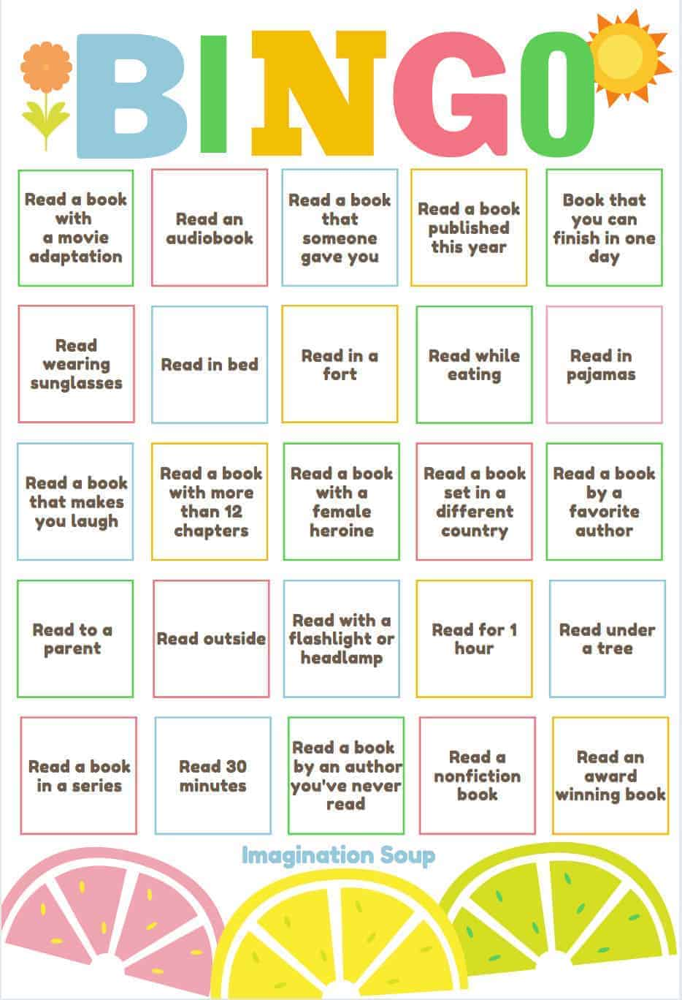 BINGO
Read a book
with
a movie
adaptation
Read an
audiobook
Read a book
that
someone
gave you
Read a book
published
this year
Book that
you can
finish in one
day
Read
wearing
sunglasses
Read in bed
Read in a
fort
Read while
eating
Read in
pajamas
Read a book
that makes
you laugh
Read a book
with more
than 12
chapters
Read a book
with a
female
heroine
Read a book
set in a
different
country
Read a book
by a
favorite
author
Read to a
parent
Read outside
Read with a
flashlight or
headlamp
Read for 1
hour
Read under
a tree
Read a book
in a series
Read 30
minutes
Read a book
by an author
you've never
read
Read a
nonfiction
book
Read an
award
winning book
Imagination Soup